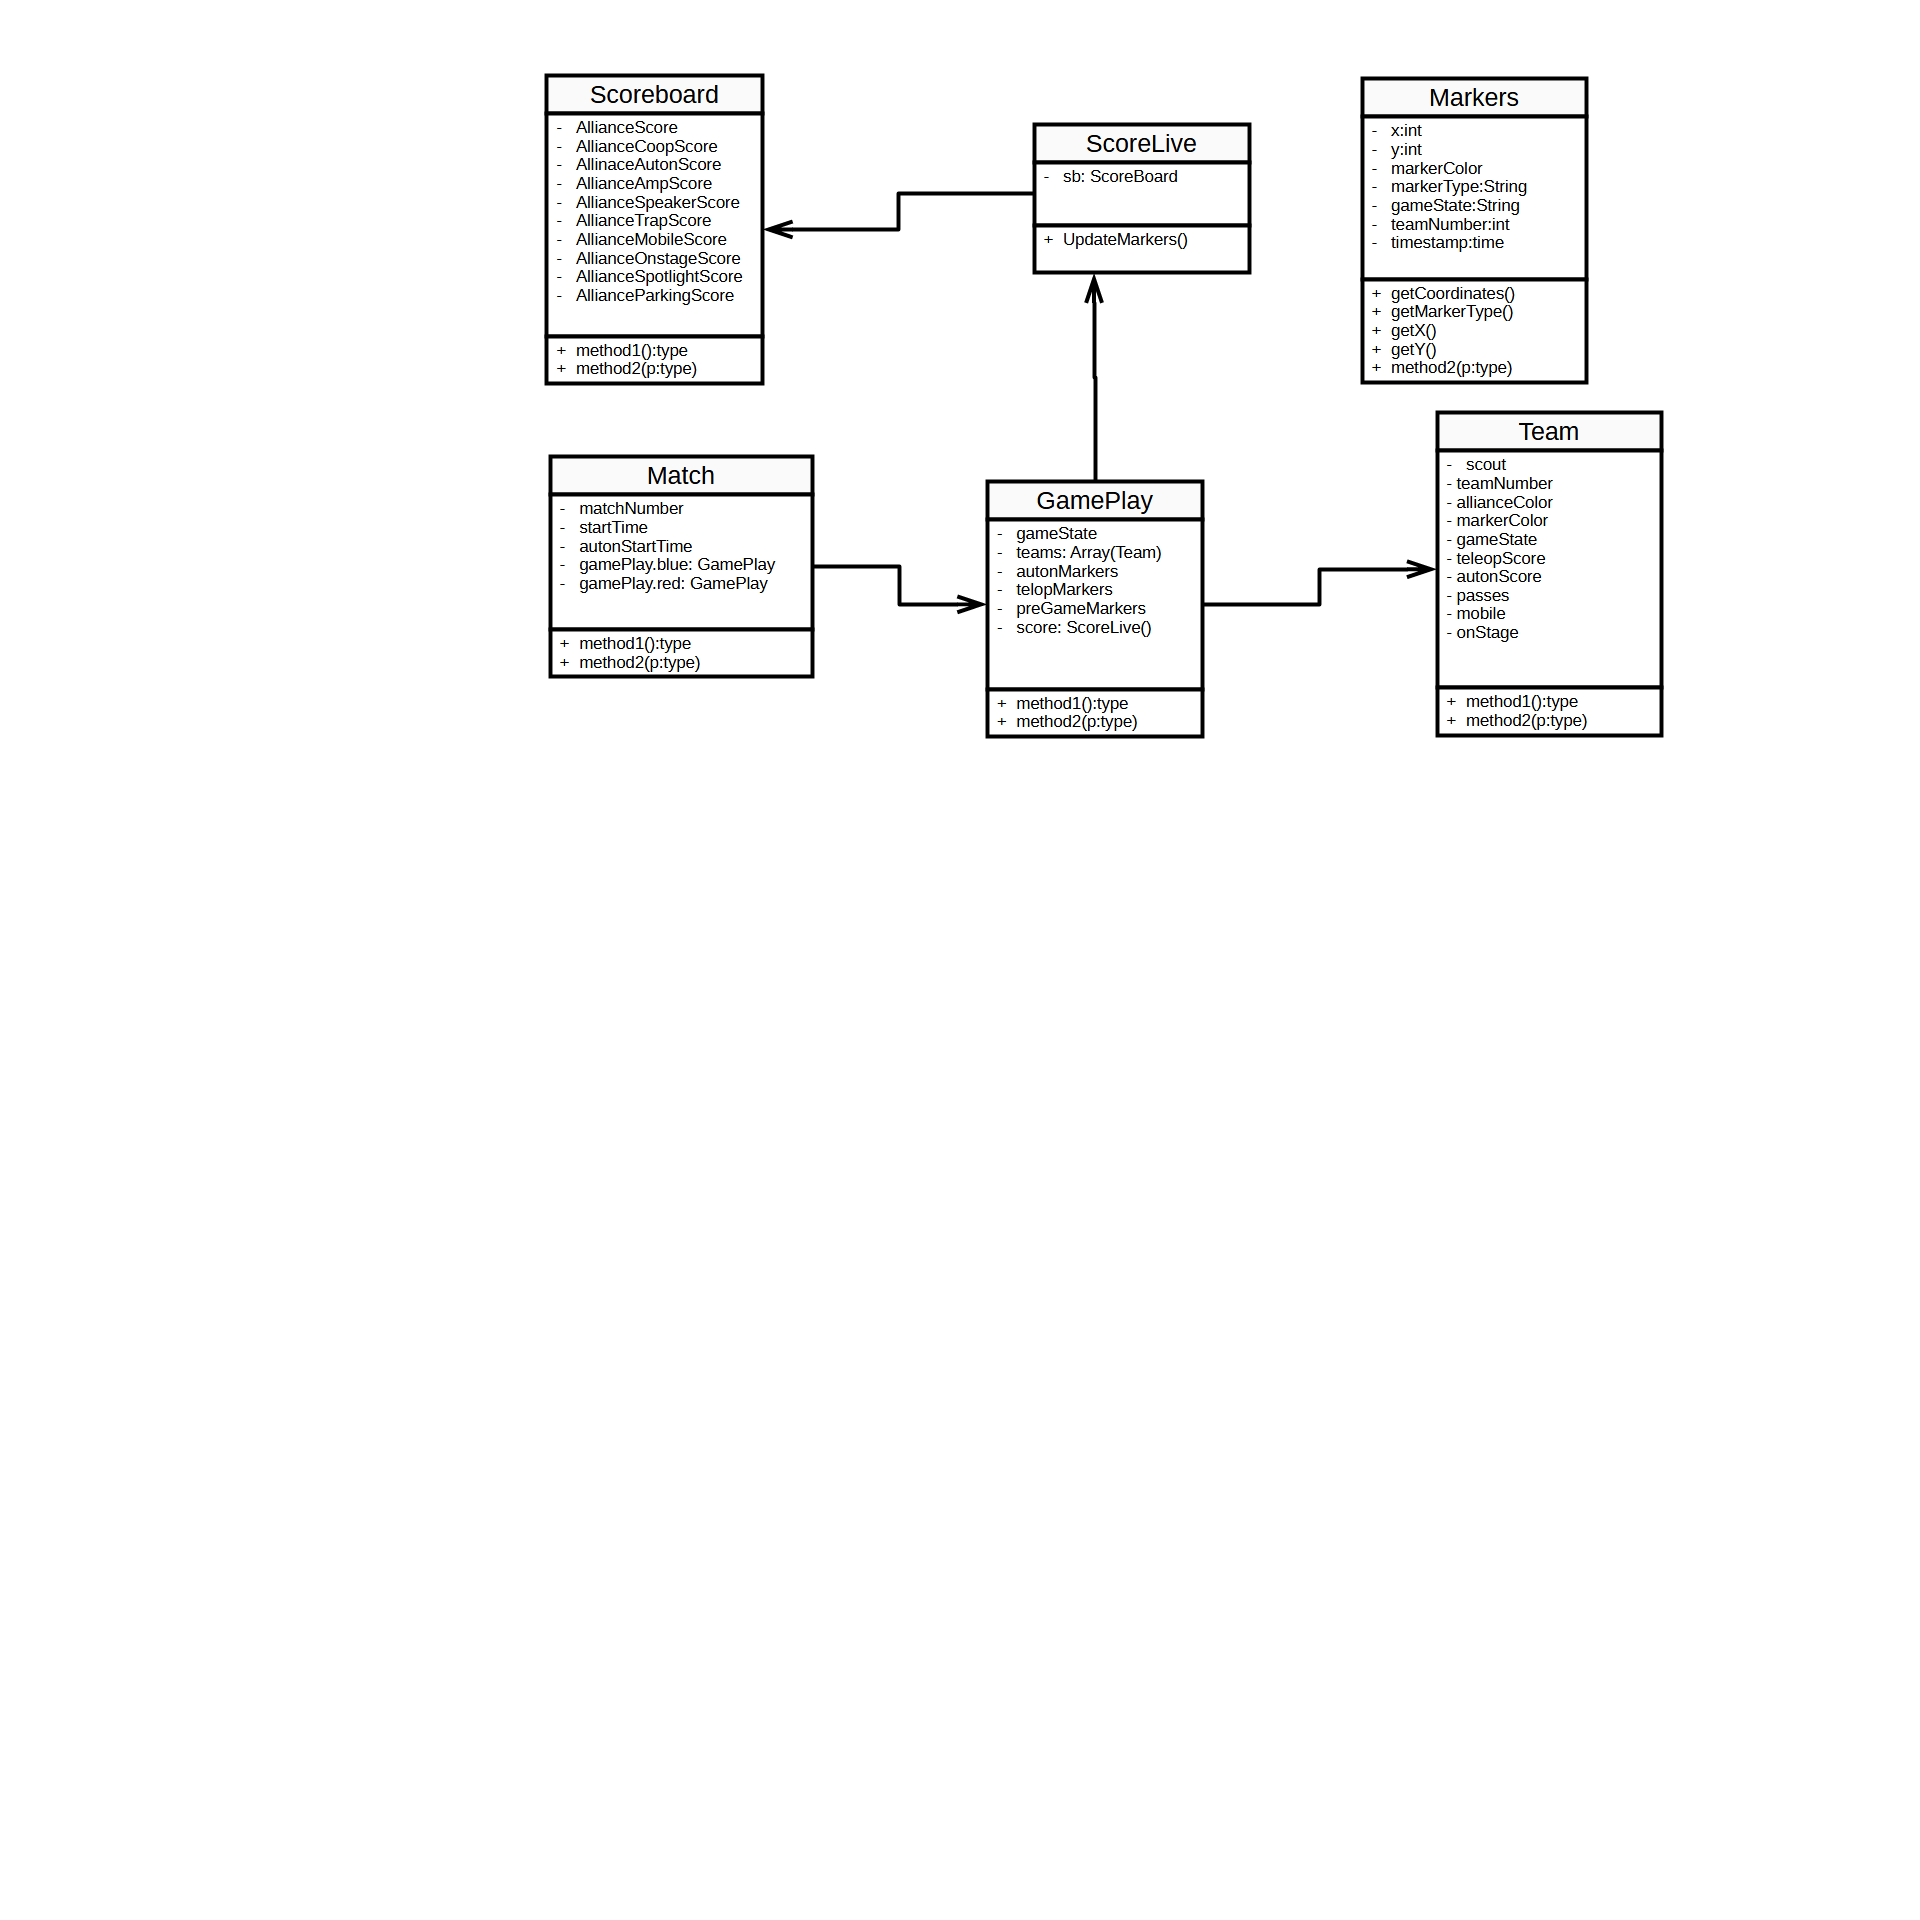 Scoreboard
- AllianceScore
- AllianceCoopScore
- AllinaceAutonScore
- AllianceAmpScore
- AllianceSpeakerScore
- AllianceTrapScore
- AllianceMobileScore
- AllianceOnstageScore
- AllianceSpotlightScore
- AllianceParkingScore
+ method1():type
+ method2(p:type)
ScoreLive
- sb: ScoreBoard
+ UpdateMarkers()
Markers
- x:int
- y:int
- markerColor
- markerType:String
- gameState:String
- teamNumber:int
- timestamp:time
+ getCoordinates()
+ getMarkerType()
+ getX()
+ getY()
+ method2(p:type)
Match
- matchNumber
- startTime
- autonStartTime
- gamePlay.blue: GamePlay
- gamePlay.red: GamePlay
+ method1():type
+ method2(p:type)
GamePlay
- gameState
- teams: Array(Team)
- autonMarkers
- telopMarkers
- preGameMarkers
- score: ScoreLive()
+ method1():type
+ method2(p:type)
Team
- scout
- teamNumber
- allianceColor
- markerColor
- gameState
- teleopScore
- autonScore
- passes
- mobile
- onStage
+ method1():type
+ method2(p:type)